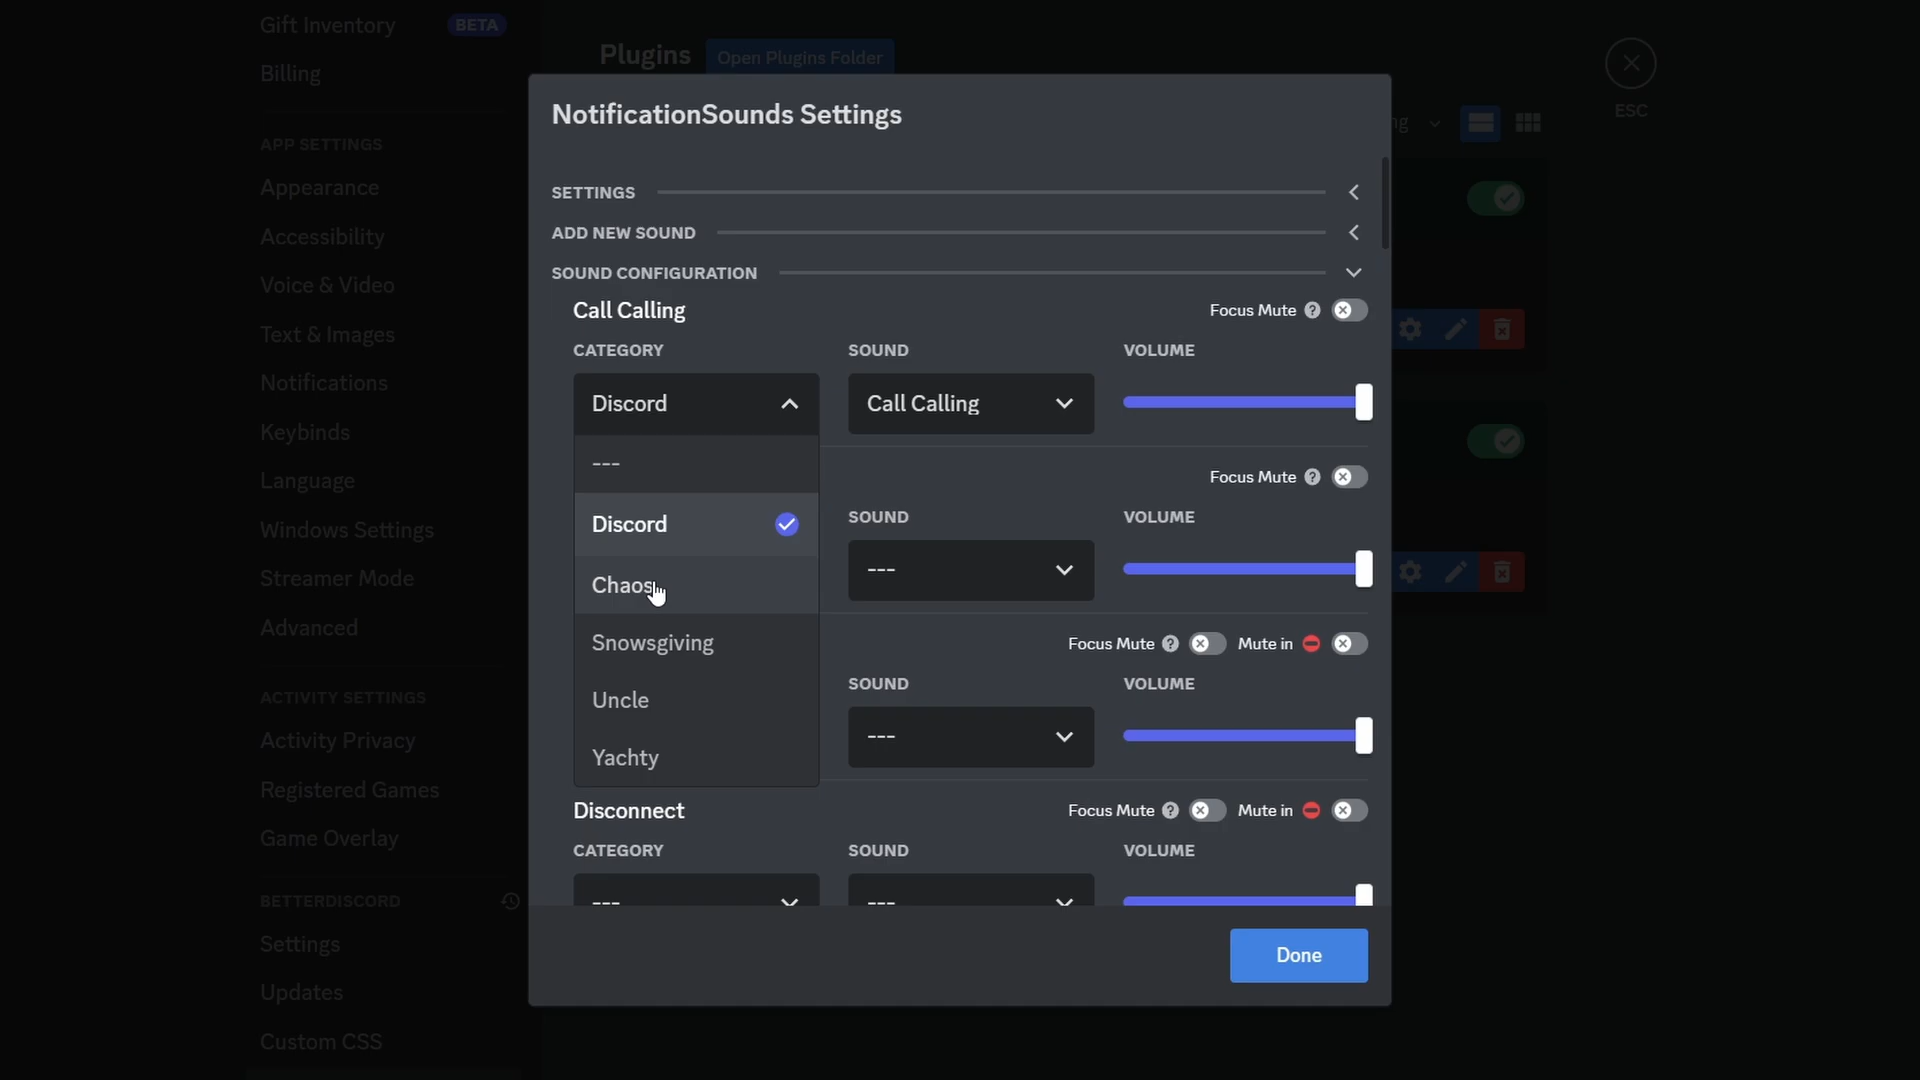 Gift Inventory BETA
Billing
APP SETTINGS
Appearance
Accessibility
Voice & Video
Text & Images
Notifications
Keybinds
Language
Windows Settings
Streamer Mode
Advanced
ACTIVITY SETTINGS
Activity Privacy
Registered Games
Game Overlay
BETTERDISCORD
Settings
Updates
Custom CSS
Plugins Open Plugins Folder
ESC
NotificationSounds Settings
SETTINGS
ADD NEW SOUND
SOUND CONFIGURATION
Call Calling Focus Mute ?
CATEGORY SOUND VOLUME
Discord Call Calling
---
Discord
Chaos
Snowsgiving
Uncle
Yachty
Focus Mute ?
SOUND VOLUME
---
Focus Mute ? Mute in
SOUND VOLUME
---
Disconnect Focus Mute ? Mute in
CATEGORY SOUND VOLUME
--- ---
Done